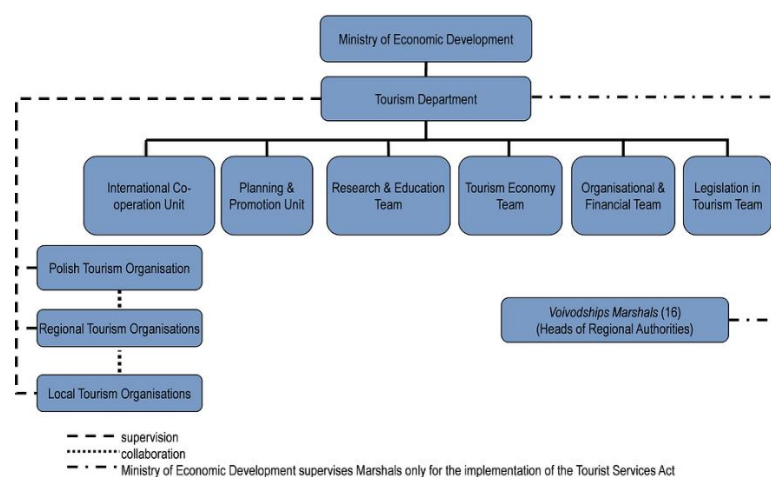 Ministry of Economic Development
Tourism Department
International Co-
operation Unit
Planning &
Promotion Unit
Research & Education
Team
Tourism Economy
Team
Organisational &
Financial Team
Legislation in
Tourism Team
Polish Tourism Organisation
Regional Tourism Organisations
Local Tourism Organisations
Voivodships Marshals (16)
(Heads of Regional Authorities)
supervision
collaboration
Ministry of Economic Development supervises Marshals only for the implementation of the Tourist Services Act